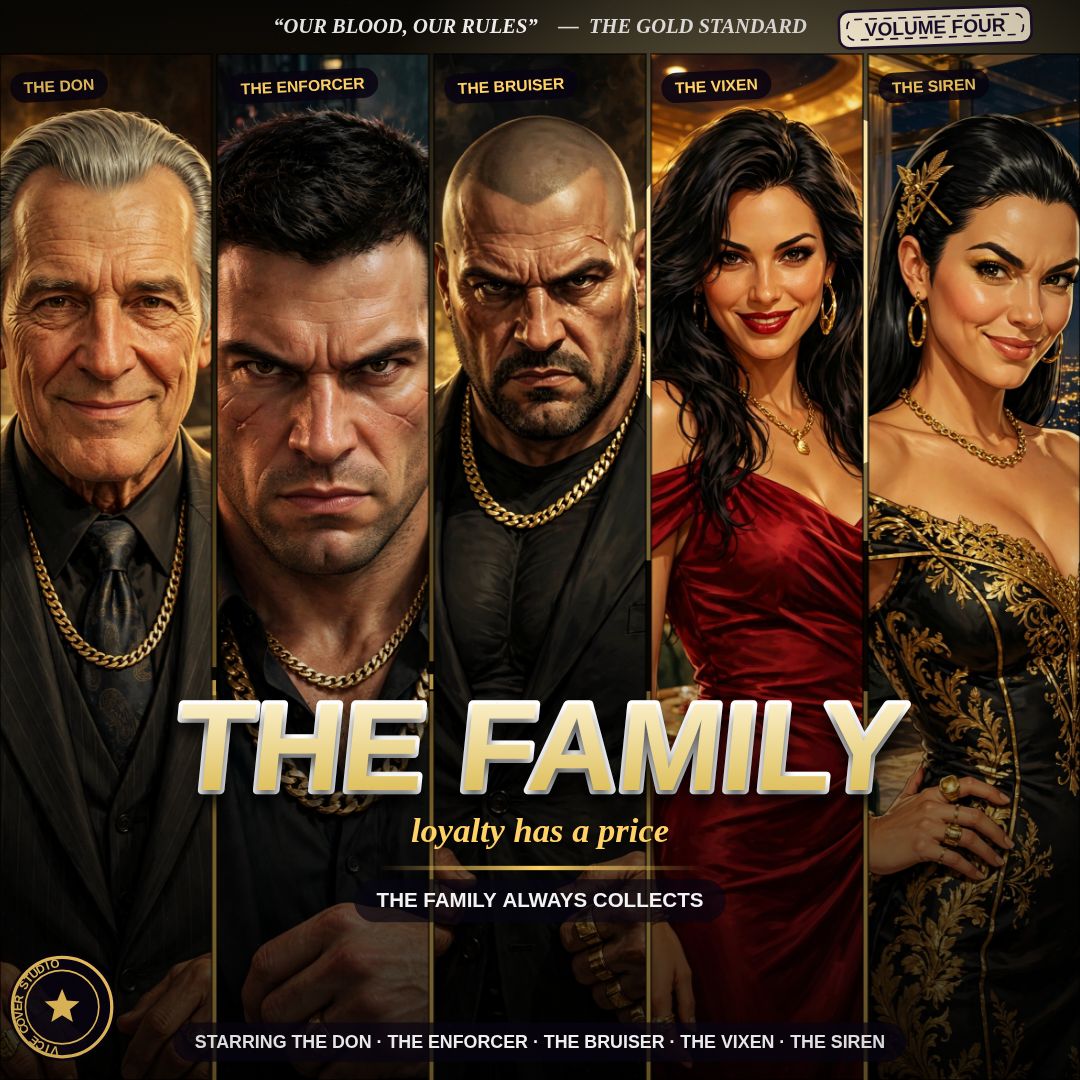 “OUR BLOOD, OUR RULES” — THE GOLD STANDARD
VOLUME FOUR
THE DON
THE ENFORCER
THE BRUISER
THE VIXEN
THE SIREN
THE FAMILY
loyalty has a price
THE FAMILY ALWAYS COLLECTS
VICE COVER STUDIO
STARRING THE DON · THE ENFORCER · THE BRUISER · THE VIXEN · THE SIREN